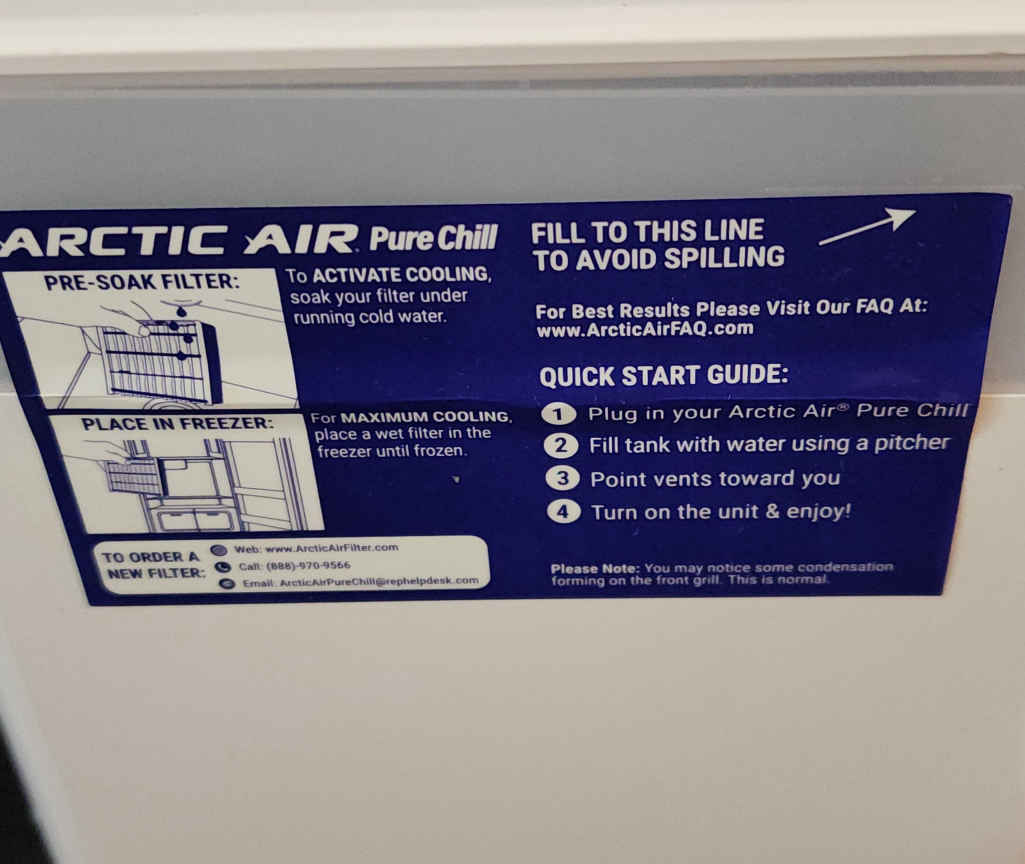 ARCTIC AIR Pure Chill
PRE-SOAK FILTER:
To ACTIVATE COOLING,
soak your filter under
running cold water.
PLACE IN FREEZER:
For MAXIMUM COOLING,
place a wet filter in the
freezer until frozen.
TO ORDER A
NEW FILTER:
Web: www.ArcticAirFilter.com
Call: (888)-970-9566
Email: ArcticAirPureChill@rephelpdesk.com
FILL TO THIS LINE
TO AVOID SPILLING
For Best Results Please Visit Our FAQ At:
www.ArcticAirFAQ.com
QUICK START GUIDE:
1 Plug in your Arctic Air® Pure Chill
2 Fill tank with water using a pitcher
3 Point vents toward you
4 Turn on the unit & enjoy!
Please Note: You may notice some condensation
forming on the front grill. This is normal.